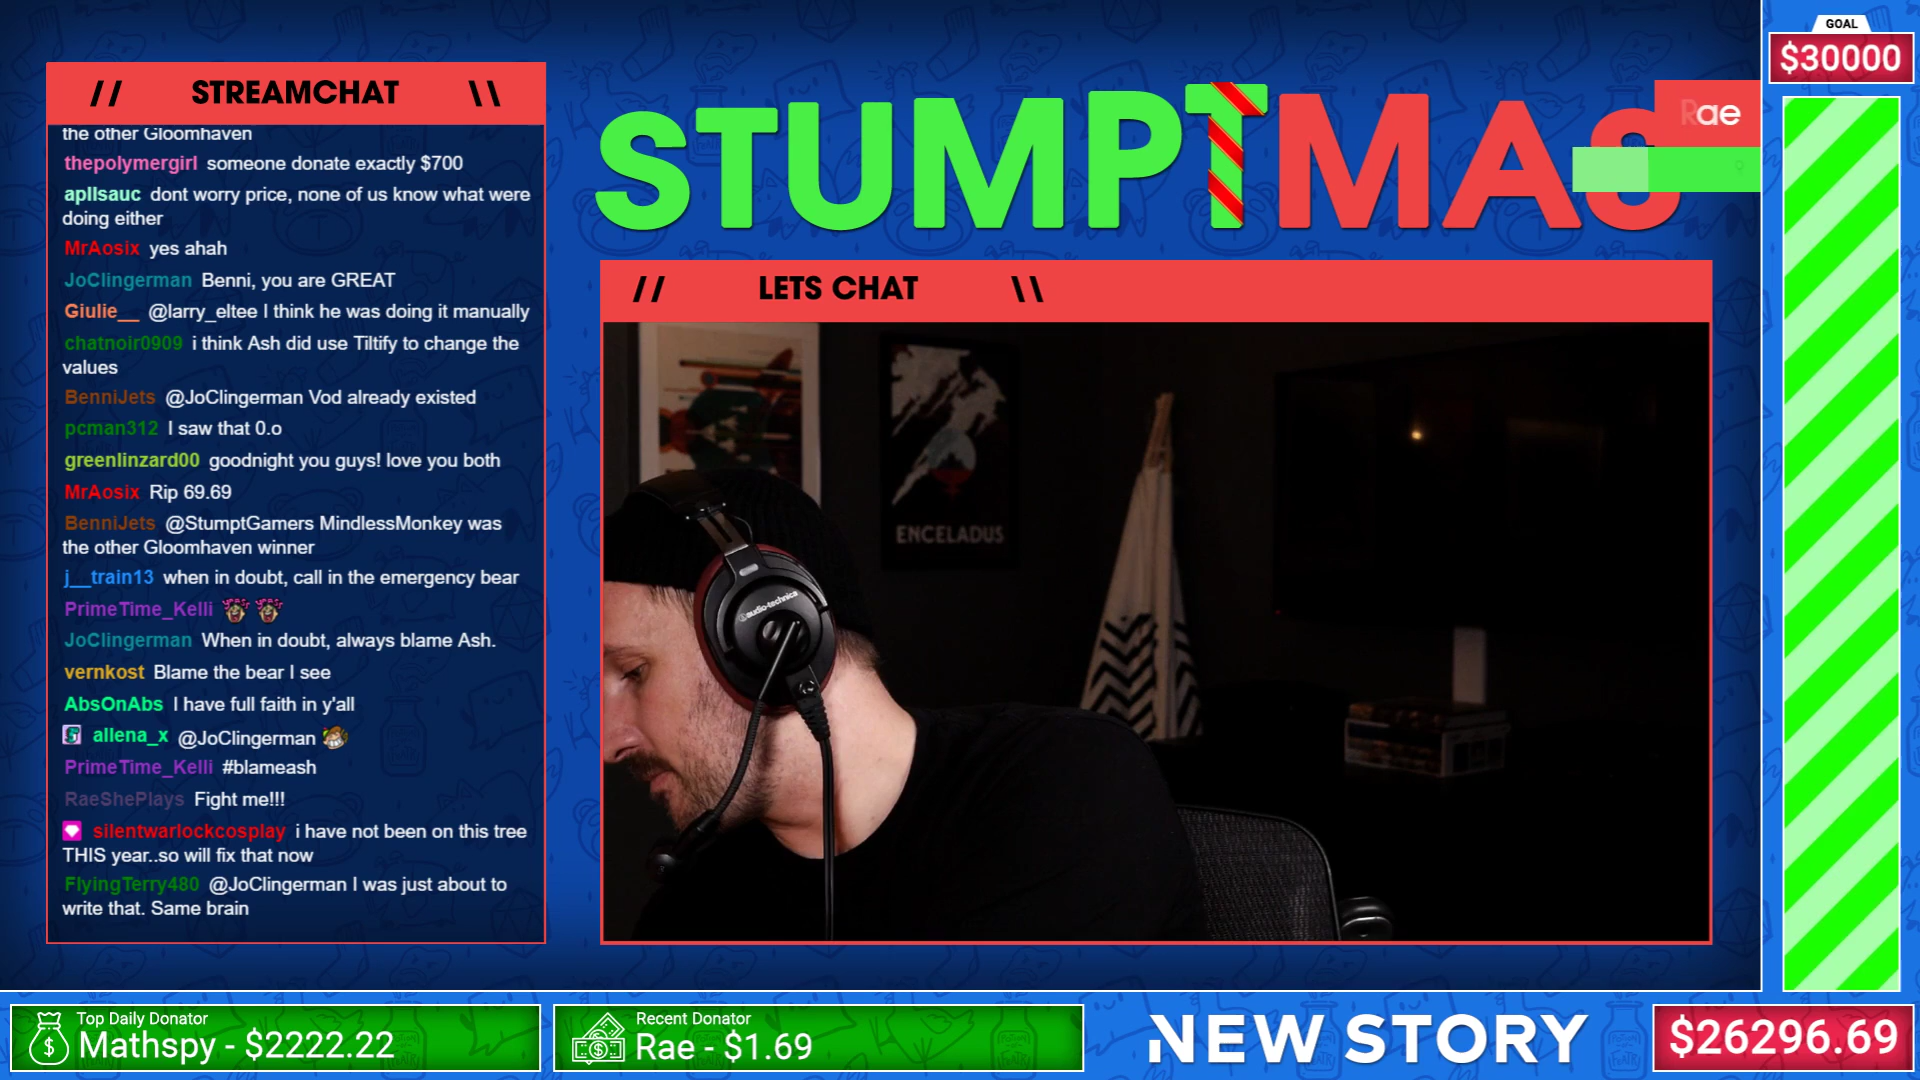 // STREAMCHAT \\
the other Gloomhaven
thepolymergirl someone donate exactly $700
apllsauc dont worry price, none of us know what were
doing either
MrAosix yes ahah
JoClingerman Benni, you are GREAT
Giulie__ @larry_eltee I think he was doing it manually
chatnoir0909 i think Ash did use Tiltify to change the
values
BenniJets @JoClingerman Vod already existed
pcman312 I saw that 0.o
greenlinzard00 goodnight you guys! love you both
MrAosix Rip 69.69
BenniJets @StumptGamers MindlessMonkey was
the other Gloomhaven winner
j__train13 when in doubt, call in the emergency bear
PrimeTime_Kelli
JoClingerman When in doubt, always blame Ash.
vernkost Blame the bear I see
AbsOnAbs I have full faith in y'all
allena_x @JoClingerman
PrimeTime_Kelli #blameash
RaeShePlays Fight me!!!
silentwarlockcosplay i have not been on this tree
THIS year..so will fix that now
FlyingTerry480 @JoClingerman I was just about to
write that. Same brain
STUMPTMAS
Rae
// LETS CHAT \\
ENCELADUS
audio-technica
GOAL
$30000
Top Daily Donator
Mathspy - $2222.22
Recent Donator
Rae - $1.69
NEW STORY
$26296.69